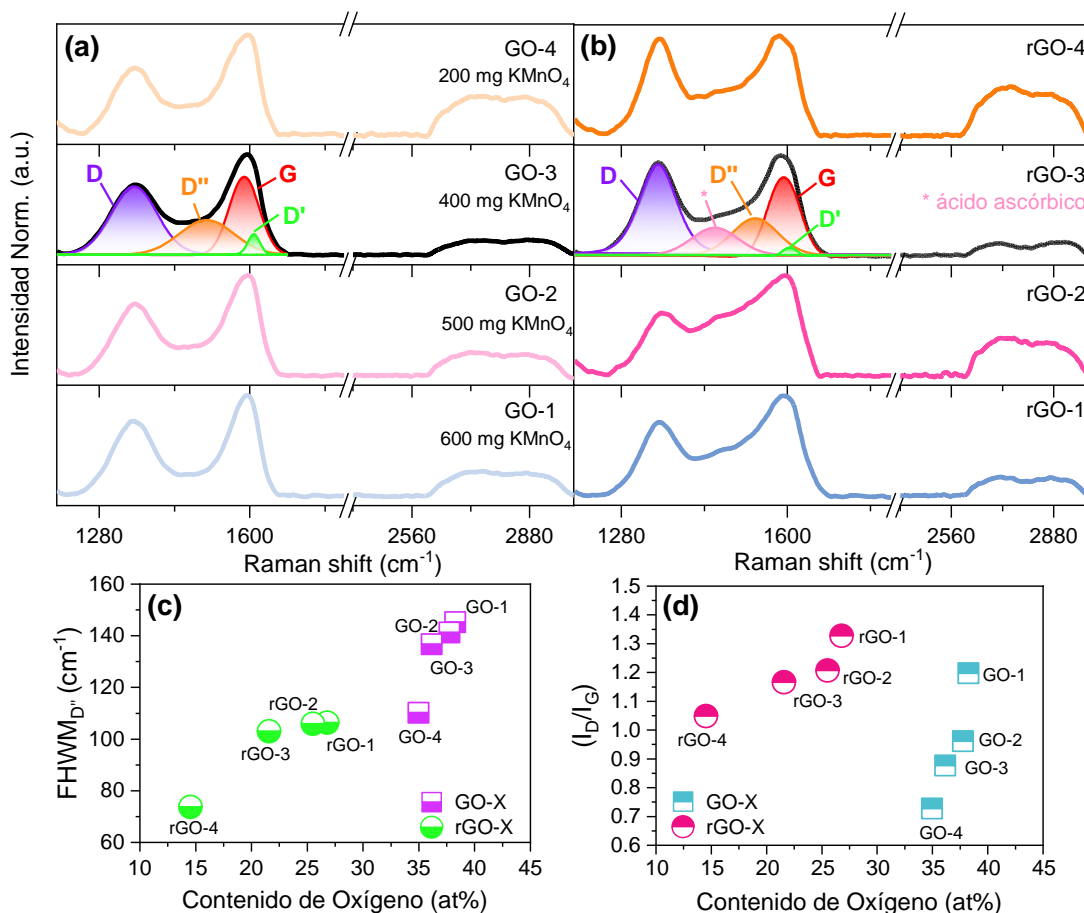 (a)
GO-4
200 mg KMnO₄
D
D''
G
D'
GO-3
400 mg KMnO₄
GO-2
500 mg KMnO₄
GO-1
600 mg KMnO₄
Intensidad Norm. (a.u.)
1280 1600 2560 2880
Raman shift (cm⁻¹)
(b)
rGO-4
D
*
D''
G
D'
rGO-3
* ácido ascórbico
rGO-2
rGO-1
1280 1600 2560 2880
Raman shift (cm⁻¹)
(c)
160
140
120
100
80
60
FHWM_D'' (cm⁻¹)
GO-1
GO-2
GO-3
GO-4
rGO-2
rGO-1
rGO-3
rGO-4
GO-X
rGO-X
10 15 20 25 30 35 40 45
Contenido de Oxígeno (at%)
(d)
1.5
1.4
1.3
1.2
1.1
1.0
0.9
0.8
0.7
0.6
(I_D/I_G)
rGO-1
rGO-2
rGO-3
rGO-4
GO-1
GO-2
GO-3
GO-4
GO-X
rGO-X
10 15 20 25 30 35 40 45
Contenido de Oxígeno (at%)